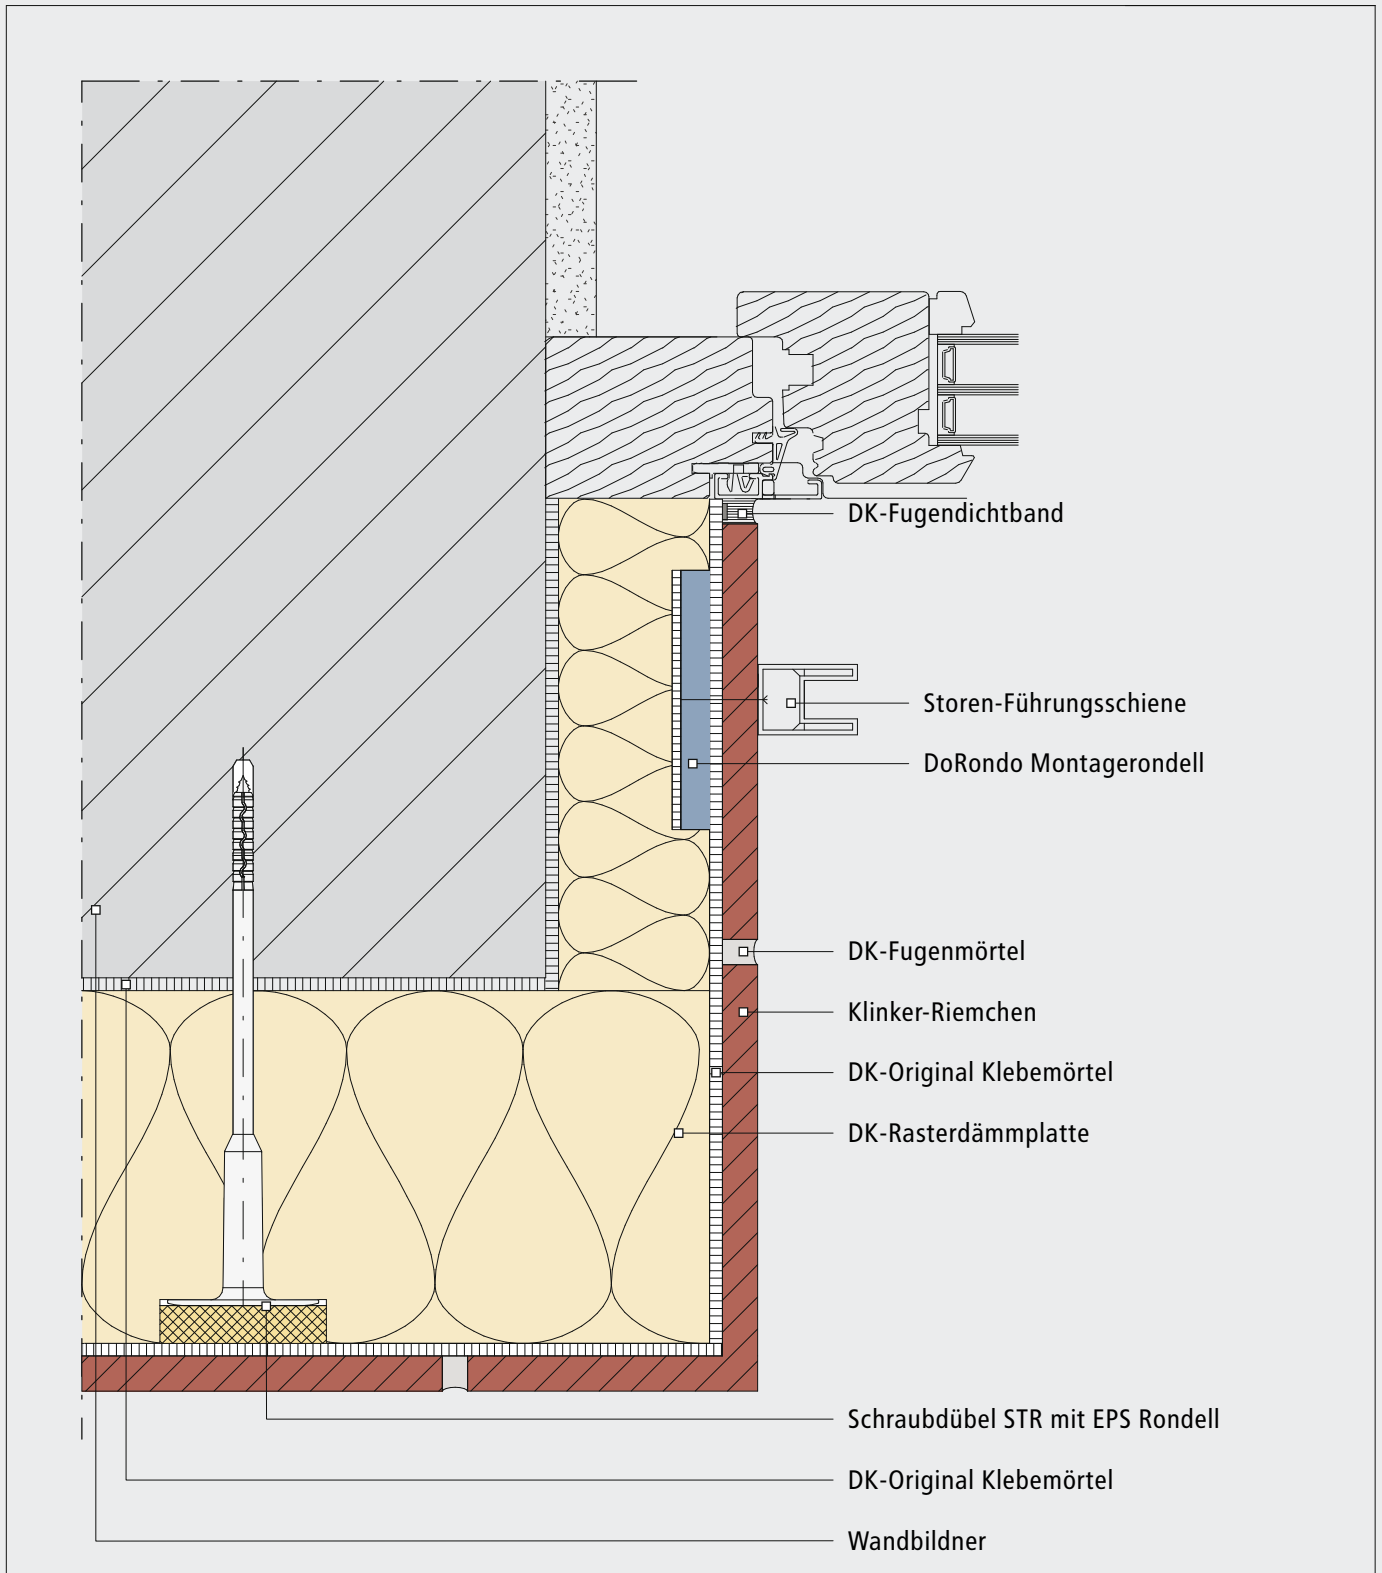 DK-Fugendichtband
Storen-Führungsschiene
DoRondo Montagerondell
DK-Fugenmörtel
Klinker-Riemchen
DK-Original Klebemörtel
DK-Rasterdämmplatte
Schraubdübel STR mit EPS Rondell
DK-Original Klebemörtel
Wandbildner